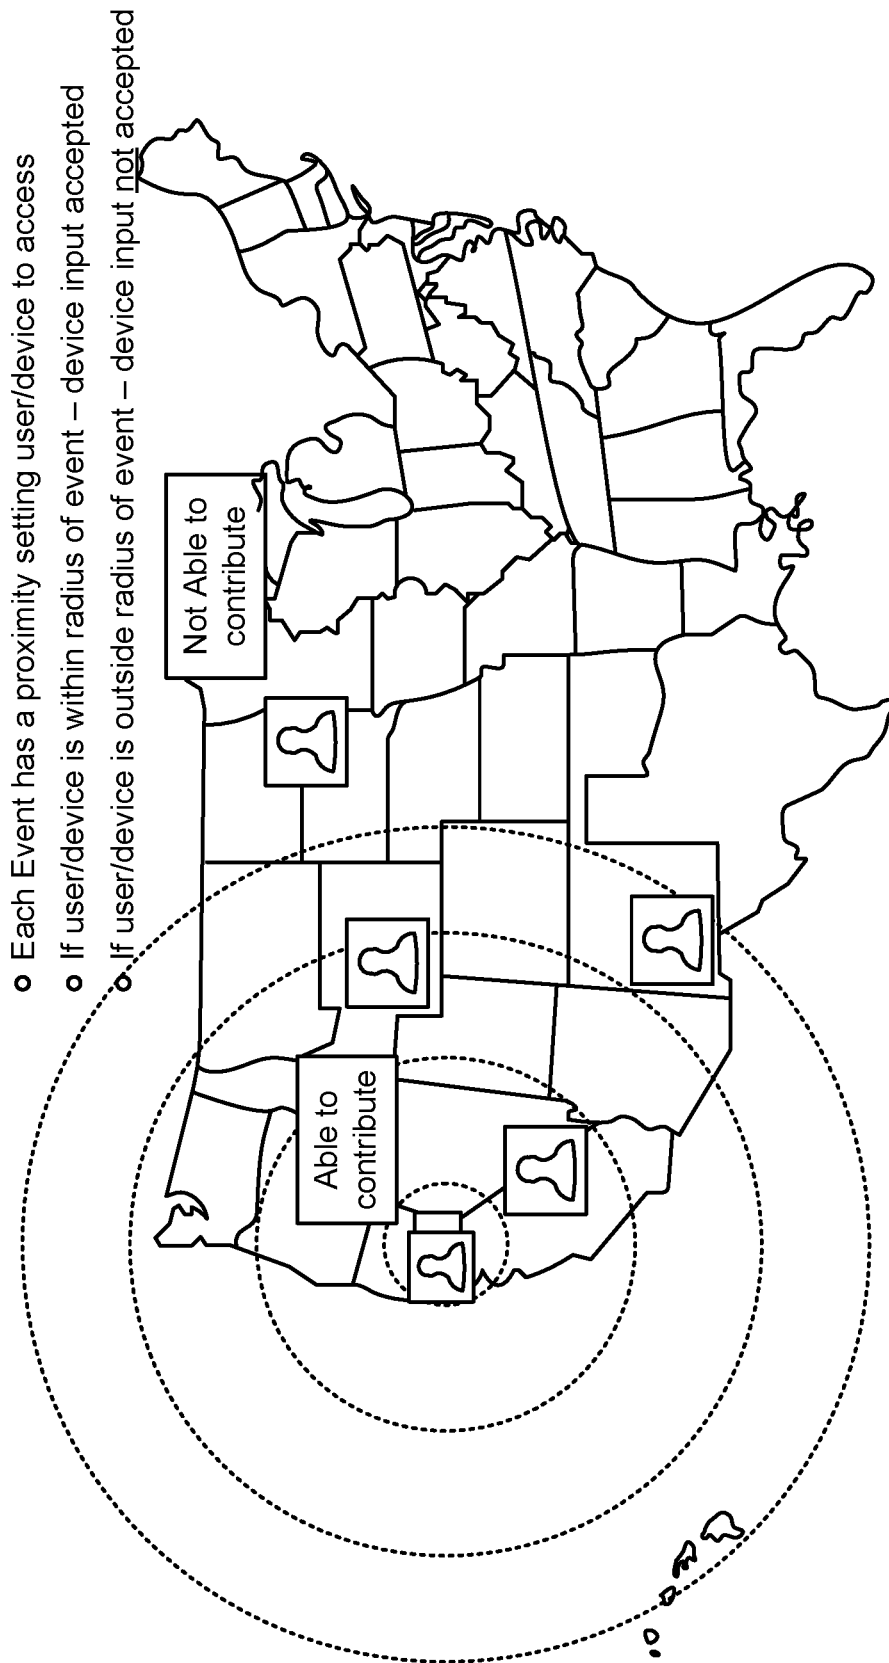 ○ Each Event has a proximity setting user/device to access
○ If user/device is within radius of event – device input accepted
○ If user/device is outside radius of event – device input not accepted
Not Able to
contribute
Able to
contribute